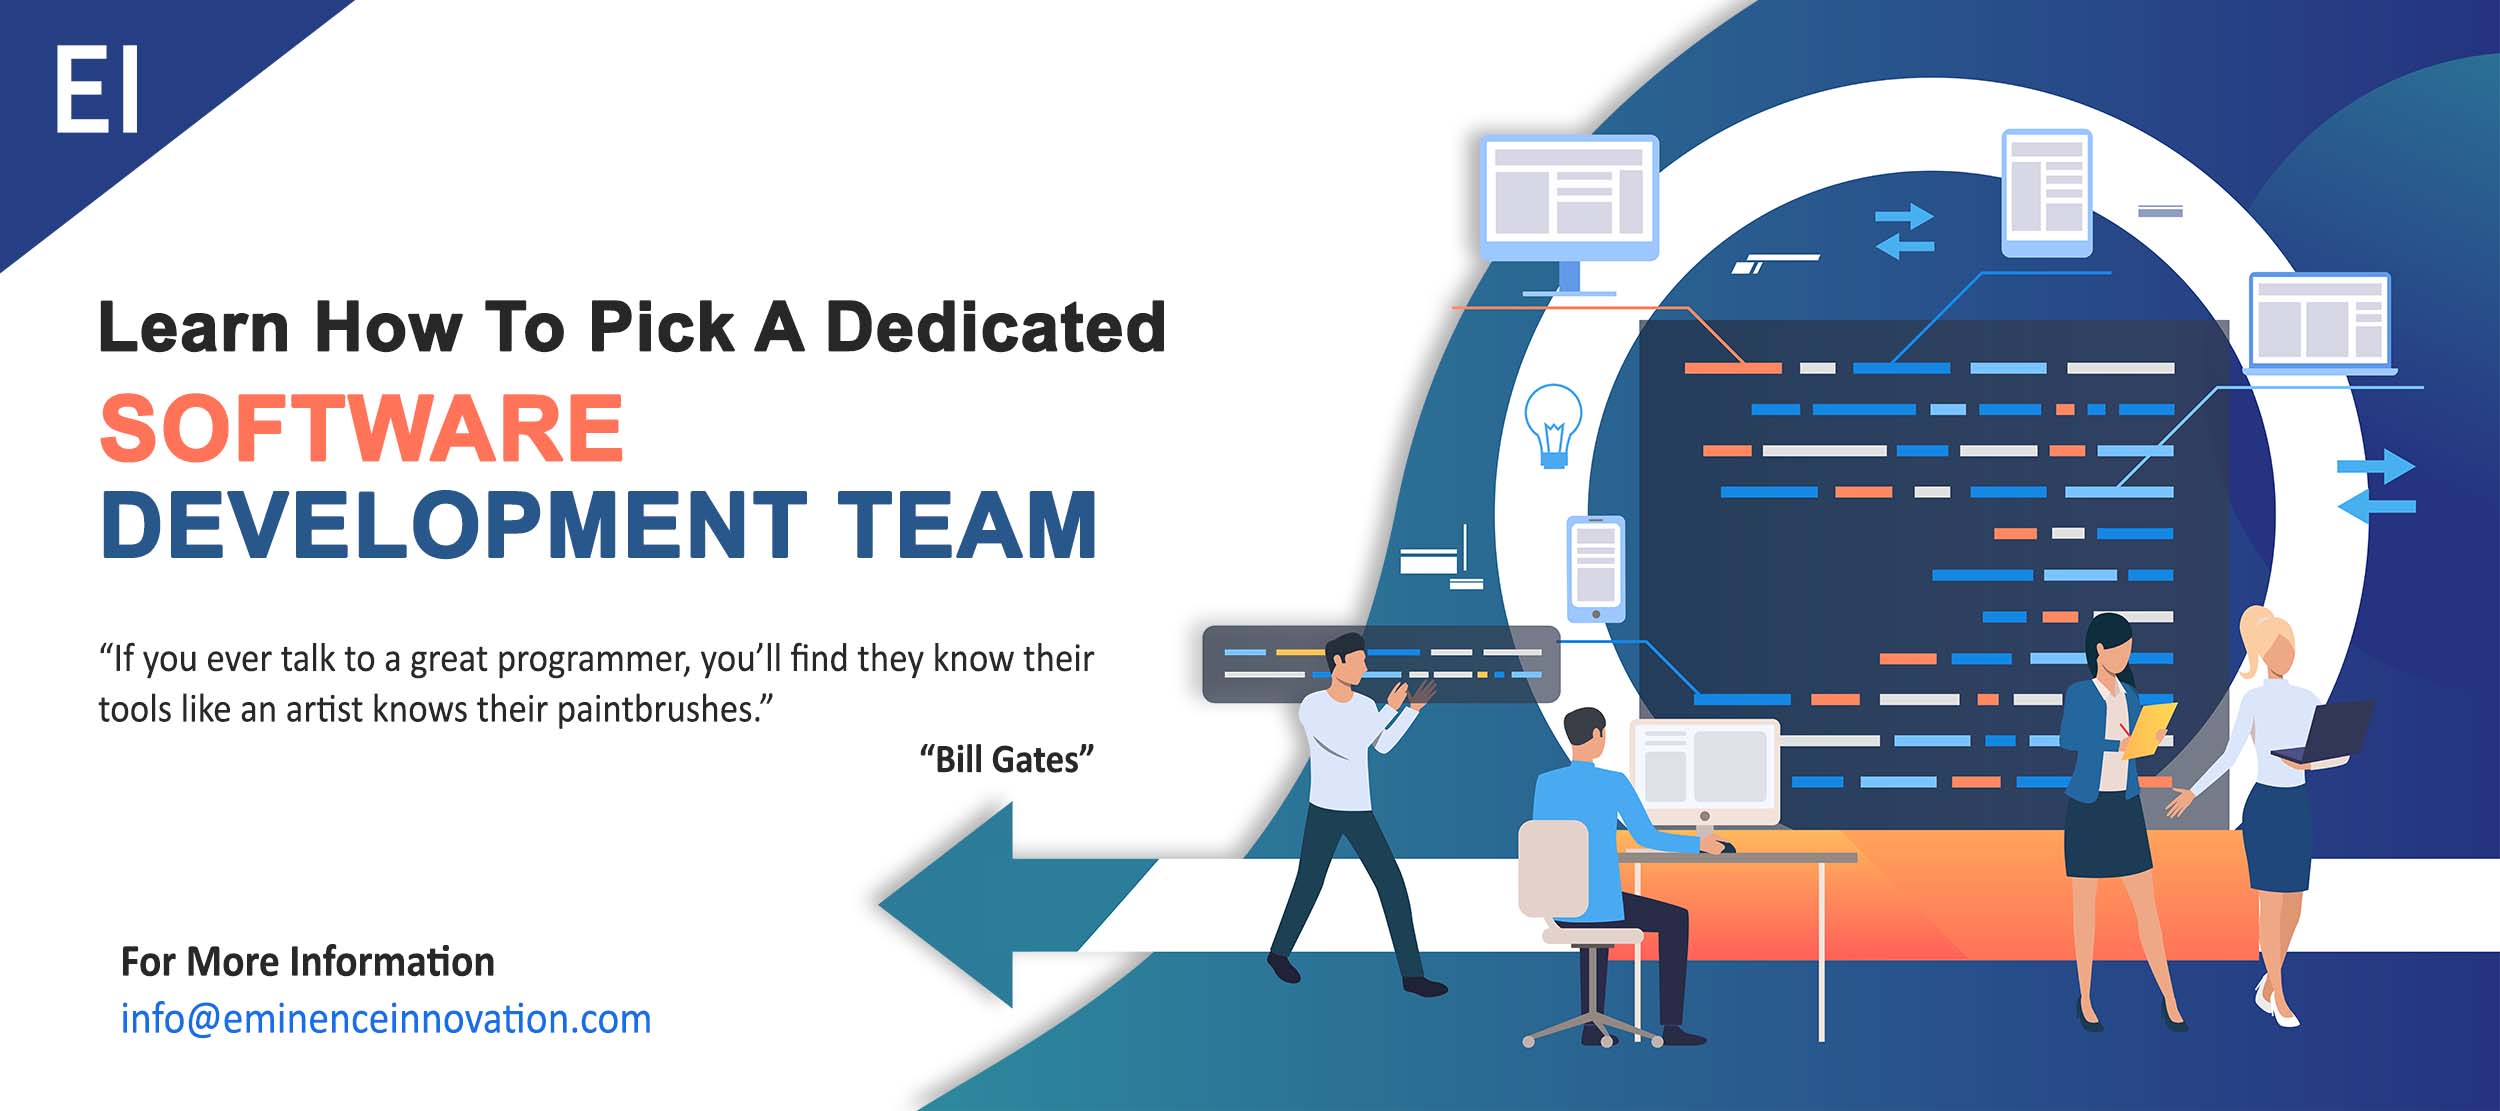 EI
Learn How To Pick A Dedicated
SOFTWARE
DEVELOPMENT TEAM
“If you ever talk to a great programmer, you’ll find they know their
tools like an artist knows their paintbrushes.”
“Bill Gates”
For More Information
info@eminenceinnovation.com